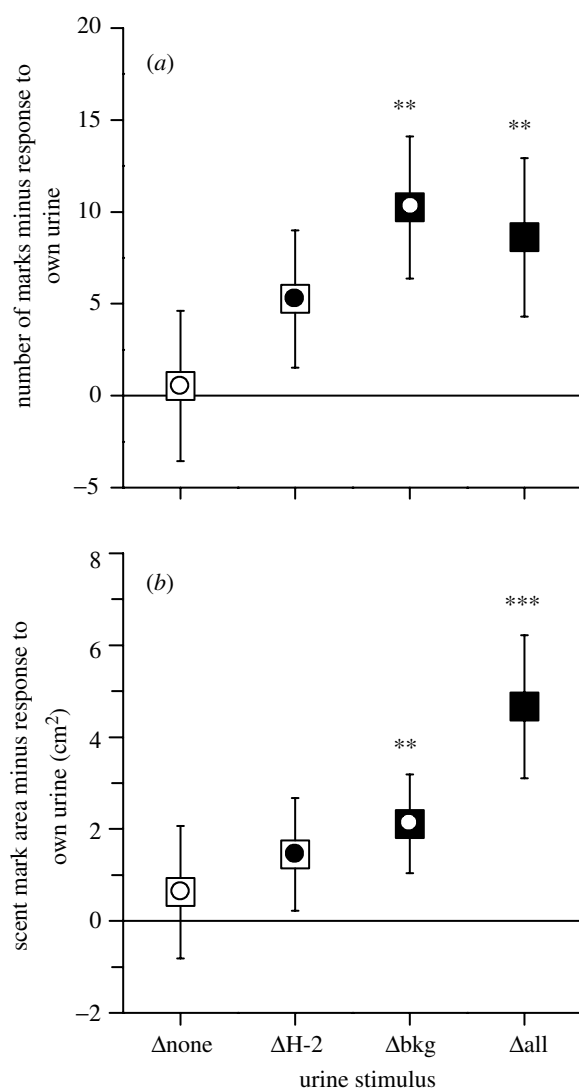 20
15
10
5
0
−5
(a)
**
**
number of marks minus response to
own urine
8
6
4
2
0
−2
(b)
**
***
scent mark area minus response to
own urine (cm²)
Δnone ΔH-2 Δbkg Δall
urine stimulus